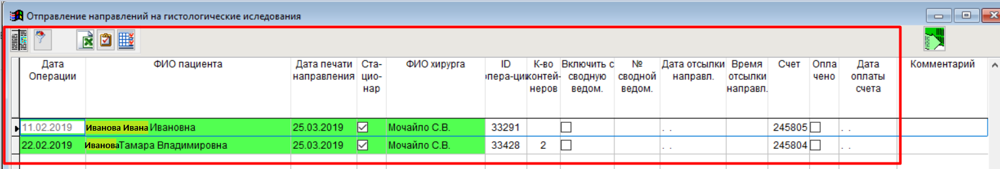 Отправление направлений на гистологические иследования
Дата Операции ФИО пациента Дата печати направления Ста-цио-нар ФИО хирурга ID опера-ции К-во контей-неров Включить с сводную ведом. № сводной ведом. Дата отсылки направл. Время отсылки направл. Счет Опла чено Дата оплаты счета Комментарий
11.02.2019 Иванова Ивана Ивановна 25.03.2019 Мочайло С.В. 33291 . . 245805 . .
22.02.2019 Иванова Тамара Владимировна 25.03.2019 Мочайло С.В. 33428 2 . . 245804 . .